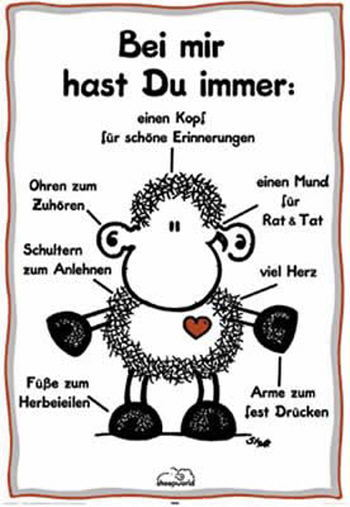 Bei mir
hast Du immer:
einen Kopf
für schöne Erinnerungen
Ohren zum
Zuhören
einen Mund
für
Rat & Tat
Schultern
zum Anlehnen
viel Herz
Füße zum
Herbeieilen
Arme zum
fest Drücken
sheepworld